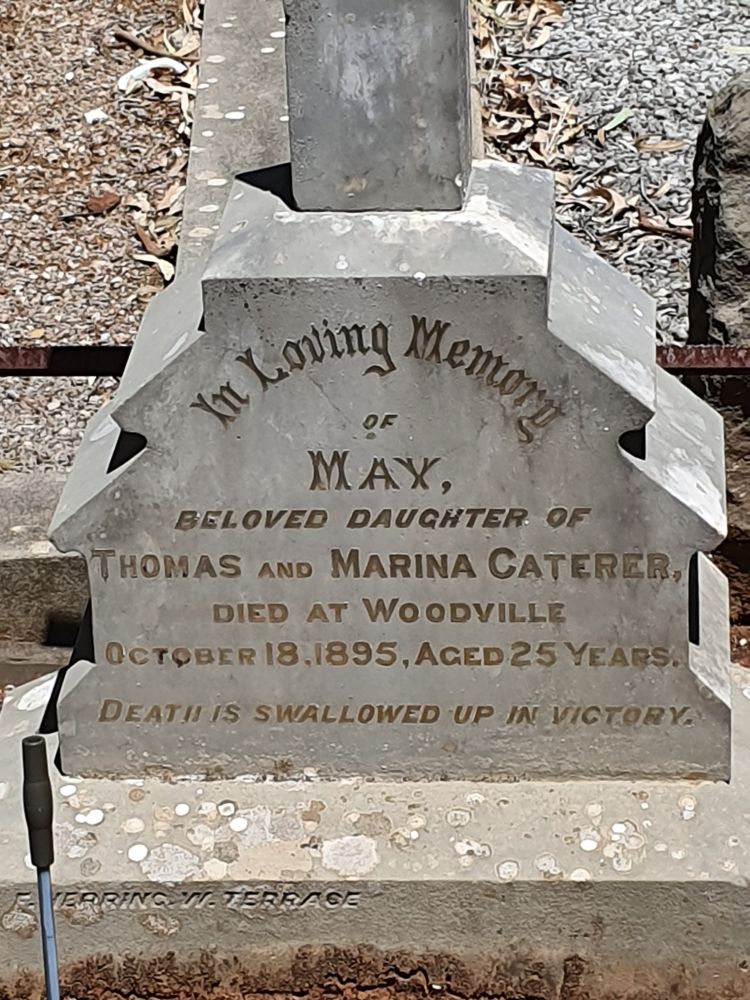 In Loving Memory
OF
MAY,
BELOVED DAUGHTER OF
THOMAS AND MARINA CATERER,
DIED AT WOODVILLE
OCTOBER 18, 1895, AGED 25 YEARS.
DEATH IS SWALLOWED UP IN VICTORY.
F. HERRING. W. TERRACE